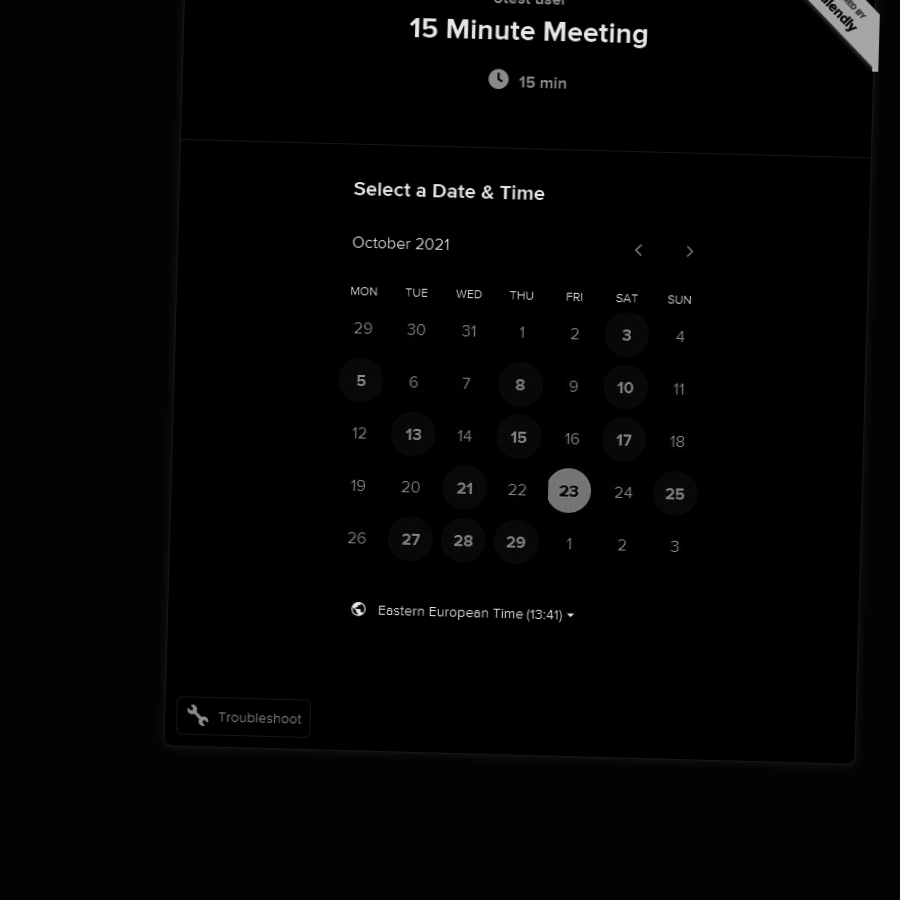 15 Minute Meeting
15 min
Select a Date & Time
October 2021
MON TUE WED THU FRI SAT SUN
29 30 31 1 2 3 4
5 6 7 8 9 10 11
12 13 14 15 16 17 18
19 20 21 22 23 24 25
26 27 28 29 1 2 3
Eastern European Time (13:41)
Troubleshoot